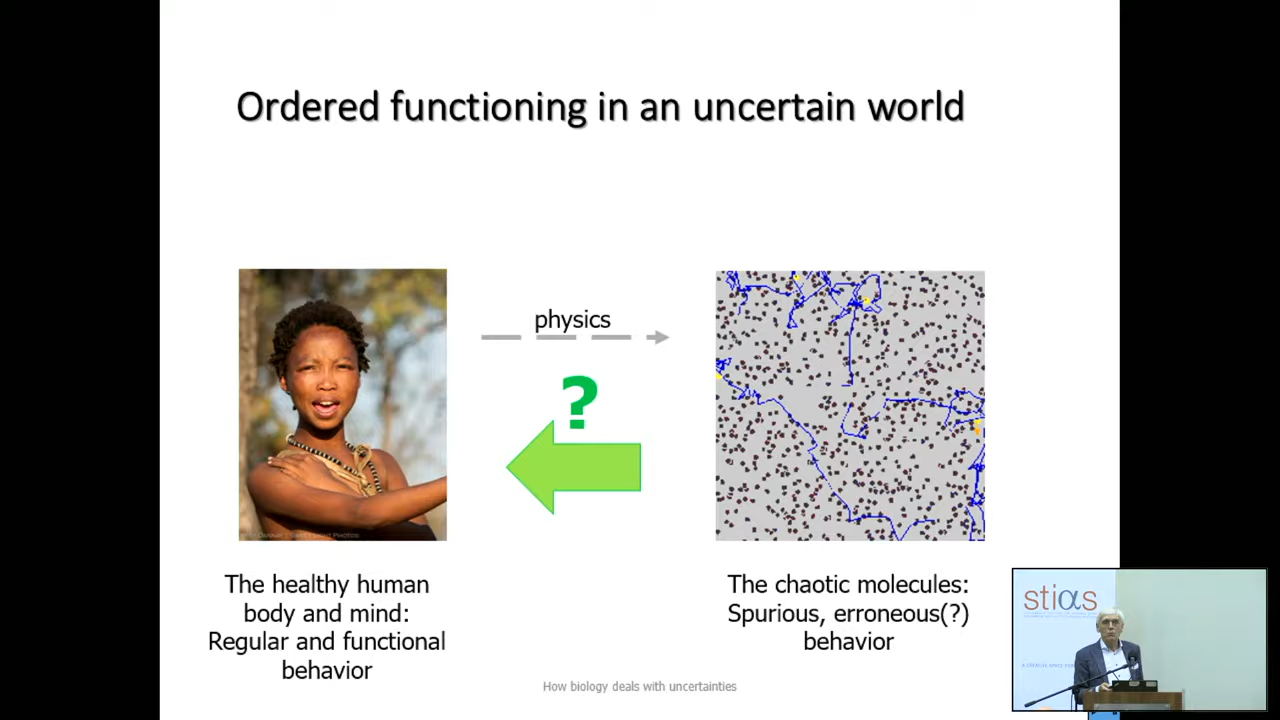 Ordered functioning in an uncertain world
physics
?
The healthy human
body and mind:
Regular and functional
behavior
The chaotic molecules:
Spurious, erroneous(?)
behavior
How biology deals with uncertainties
stiαs